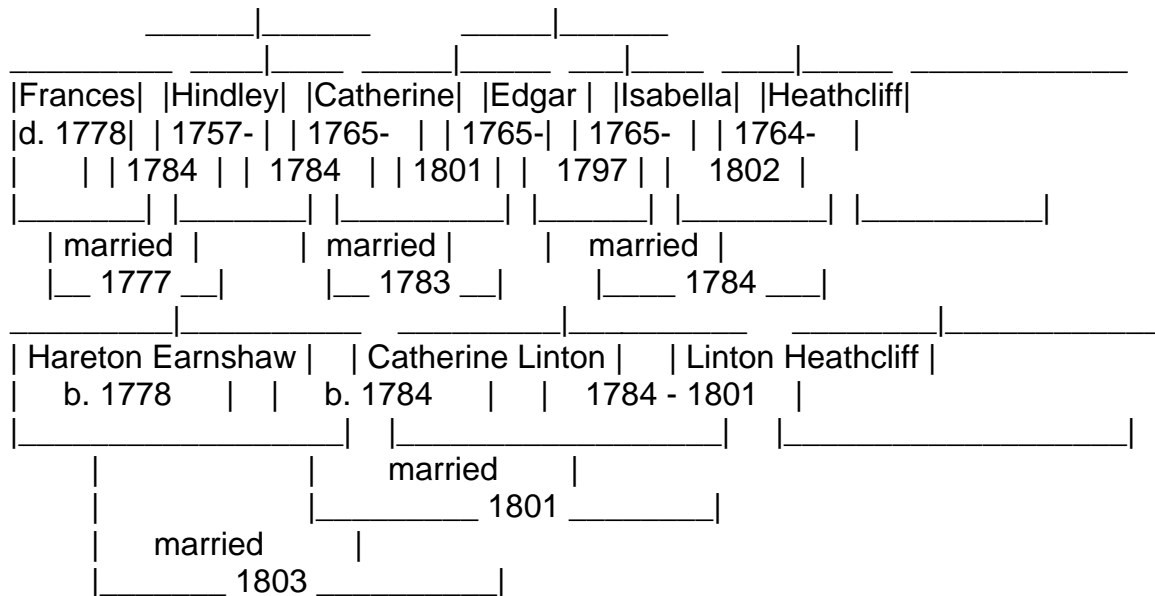 |Frances| |Hindley| |Catherine| |Edgar | |Isabella| |Heathcliff|
|d. 1778| | 1757- | | 1765- | | 1765-| | 1765- | | 1764- |
| | | 1784 | | 1784 | | 1801 | | 1797 | | 1802 |
| married | | married | | married |
|__ 1777 __| |__ 1783 __| |____ 1784 ___|
| Hareton Earnshaw | | Catherine Linton | | Linton Heathcliff |
| b. 1778 | | b. 1784 | | 1784 - 1801 |
| | married |
| |_________ 1801 ________|
| married |
|_______ 1803 __________|